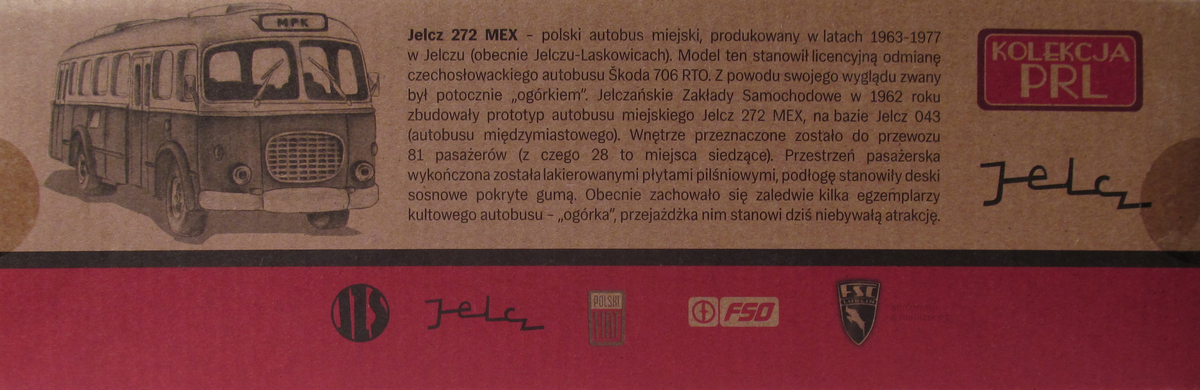 MPK
Jelcz 272 MEX – polski autobus miejski, produkowany w latach 1963-1977
w Jelczu (obecnie Jelczu-Laskowicach). Model ten stanowił licencyjną odmianę
czechosłowackiego autobusu Škoda 706 RTO. Z powodu swojego wyglądu zwany
był potocznie „ogórkiem”. Jelczańskie Zakłady Samochodowe w 1962 roku
zbudowały prototyp autobusu miejskiego Jelcz 272 MEX, na bazie Jelcz 043
(autobusu międzymiastowego). Wnętrze przeznaczone zostało do przewozu
81 pasażerów (z czego 28 to miejsca siedzące). Przestrzeń pasażerska
wykończona została lakierowanymi płytami pilśniowymi, podłogę stanowiły deski
sosnowe pokryte gumą. Obecnie zachowało się zaledwie kilka egzemplarzy
kultowego autobusu – „ogórka”, przejażdżka nim stanowi dziś niebywałą atrakcję.
KOLEKCJA
PRL
Jelcz
Jelcz
POLSKI
FIAT
FSO
FSC
LUBLIN